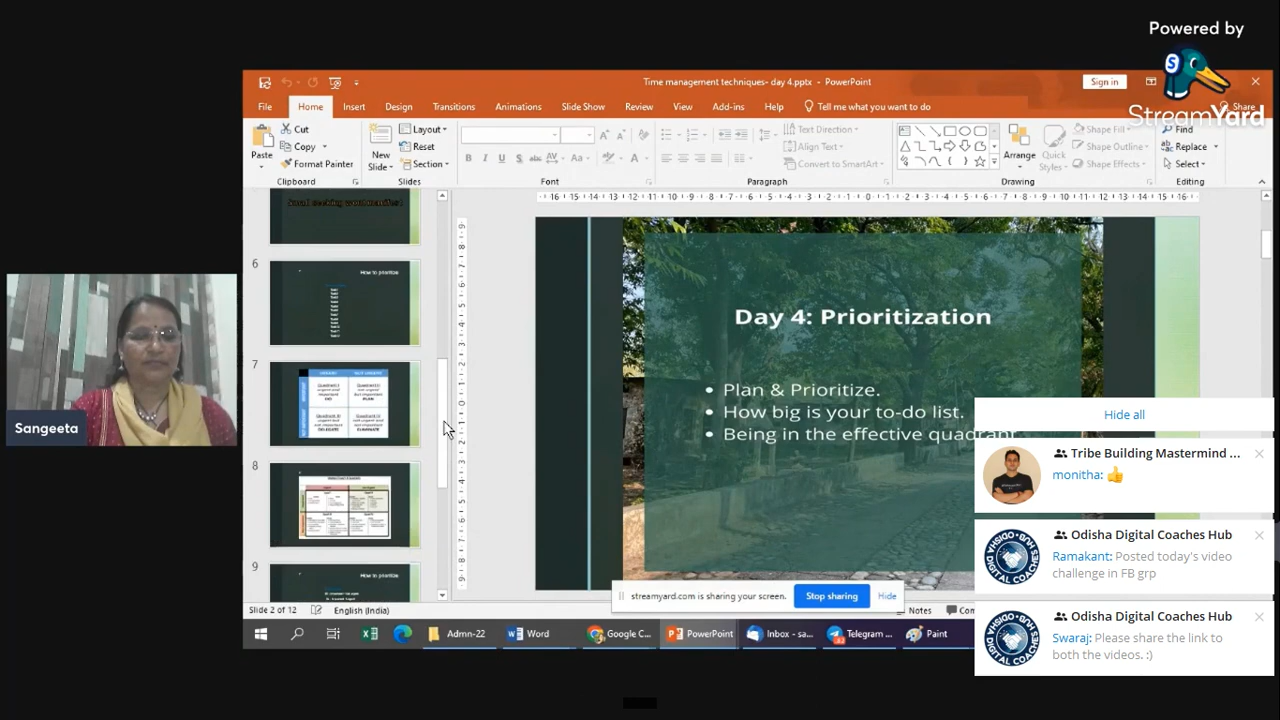 Powered by
StreamYard
Time management techniques- day 4.pptx - PowerPoint
Sign in
File
Home
Insert
Design
Transitions
Animations
Slide Show
Review
View
Add-ins
Help
Tell me what you want to do
Share
Paste
Cut
Copy
Format Painter
Clipboard
New
Slide
Layout
Reset
Section
Slides
Font
Text Direction
Align Text
Convert to SmartArt
Paragraph
Arrange
Quick
Styles
Shape Fill
Shape Outline
Shape Effects
Drawing
Find
Replace
Select
Editing
6
How to prioritize
7
8
9
How to prioritize
Day 4: Prioritization
• Plan & Prioritize.
• How big is your to-do list.
• Being in the effective quadrant
Sangeeta
Hide all
Tribe Building Mastermind ...
monitha: 👍
Odisha Digital Coaches Hub
Ramakant: Posted today's video
challenge in FB grp
Odisha Digital Coaches Hub
Swaraj: Please share the link to
both the videos. :)
ODISHA
DIGITAL COACHES HUB
ODISHA
DIGITAL COACHES HUB
streamyard.com is sharing your screen.
Stop sharing
Hide
Slide 2 of 12
English (India)
Notes
Admn-22
Word
Google C...
PowerPoint
Inbox - sa...
Telegram ...
Paint